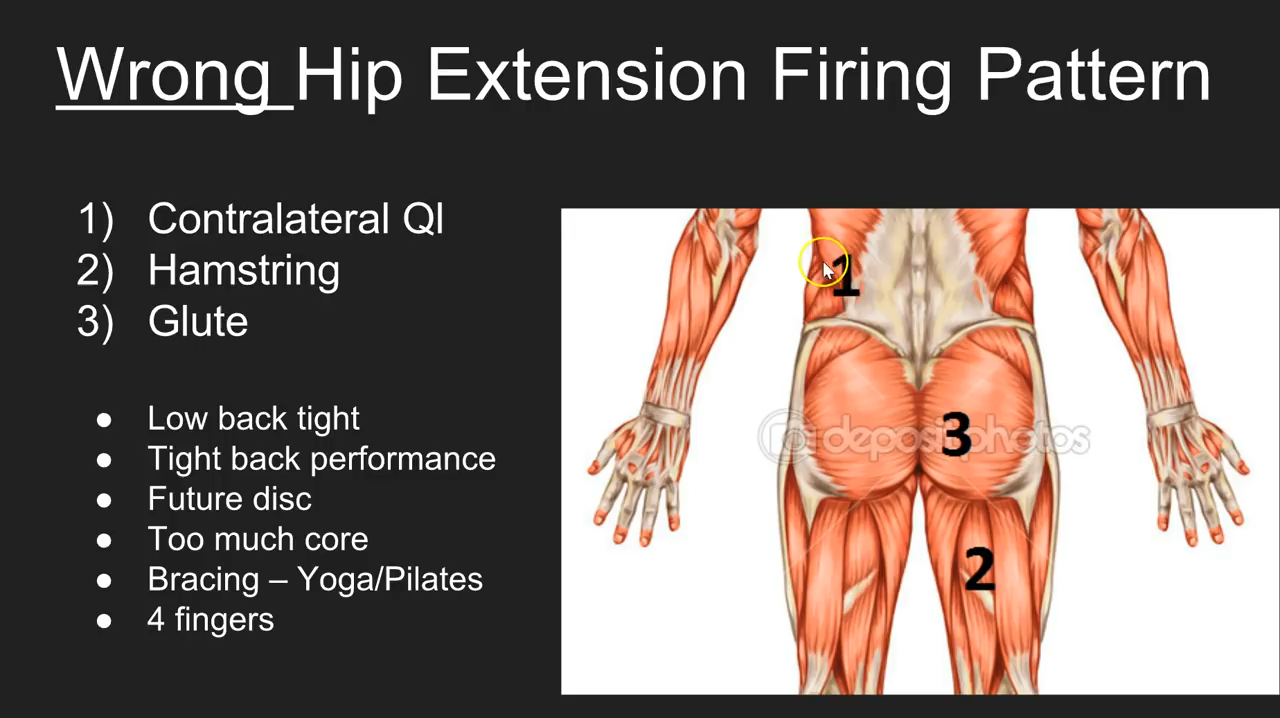 Wrong Hip Extension Firing Pattern
1) Contralateral Ql
2) Hamstring
3) Glute
● Low back tight
● Tight back performance
● Future disc
● Too much core
● Bracing – Yoga/Pilates
● 4 fingers
1
3
depositphotos
2